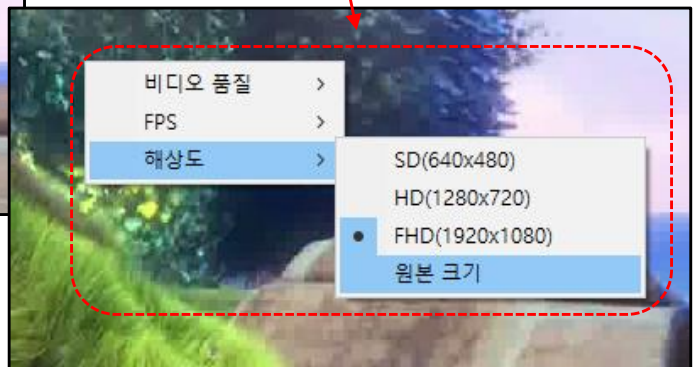 비디오 품질
FPS
해상도
SD(640x480)
HD(1280x720)
FHD(1920x1080)
원본 크기